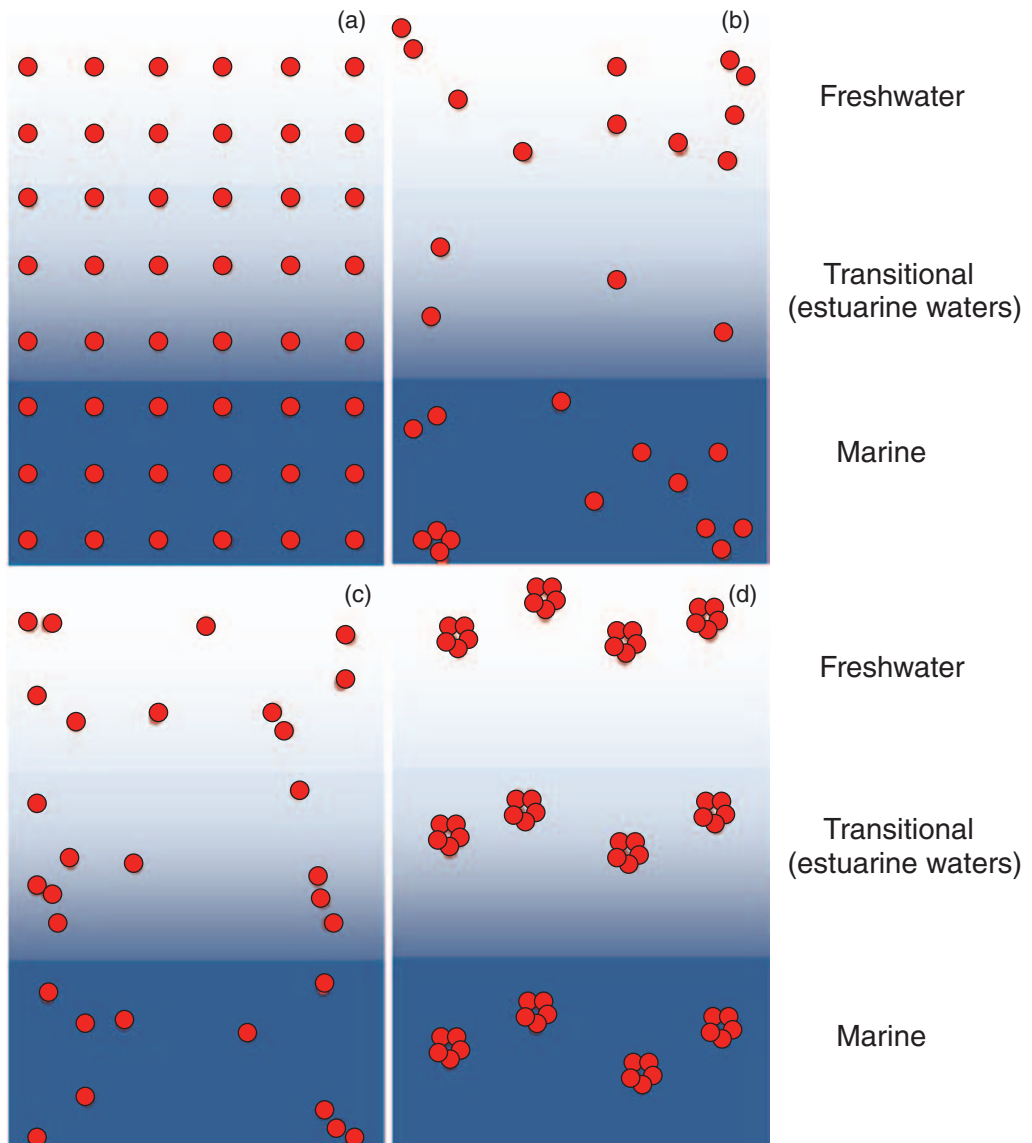 (a)
(b)
Freshwater
Transitional
(estuarine waters)
Marine
(c)
(d)
Freshwater
Transitional
(estuarine waters)
Marine